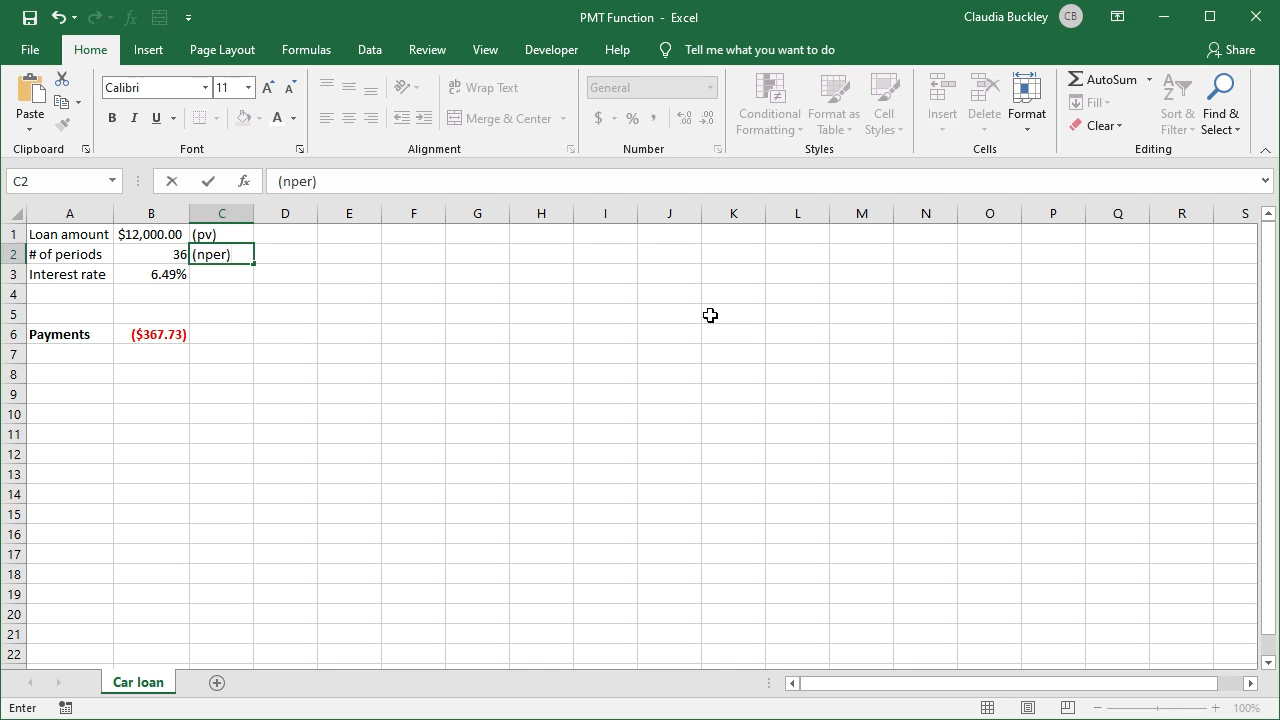 PMT Function - Excel
Claudia Buckley CB
File Home Insert Page Layout Formulas Data Review View Developer Help Tell me what you want to do Share
Paste
Clipboard
Calibri 11 A A
B I U A
Font
ab Wrap Text
Merge & Center
Alignment
General
$ % ,
Number
Conditional Formatting
Format as Table
Cell Styles
Styles
Insert Delete Format
Cells
AutoSum
Fill
Clear
Sort & Filter
Find & Select
Editing
C2 fx (nper)
A B C D E F G H I J K L M N O P Q R S
1 Loan amount $12,000.00 (pv)
2 # of periods 36 (nper)
3 Interest rate 6.49%
4
5
6 Payments ($367.73)
7
8
9
10
11
12
13
14
15
16
17
18
19
20
21
22
Car loan
Enter 100%